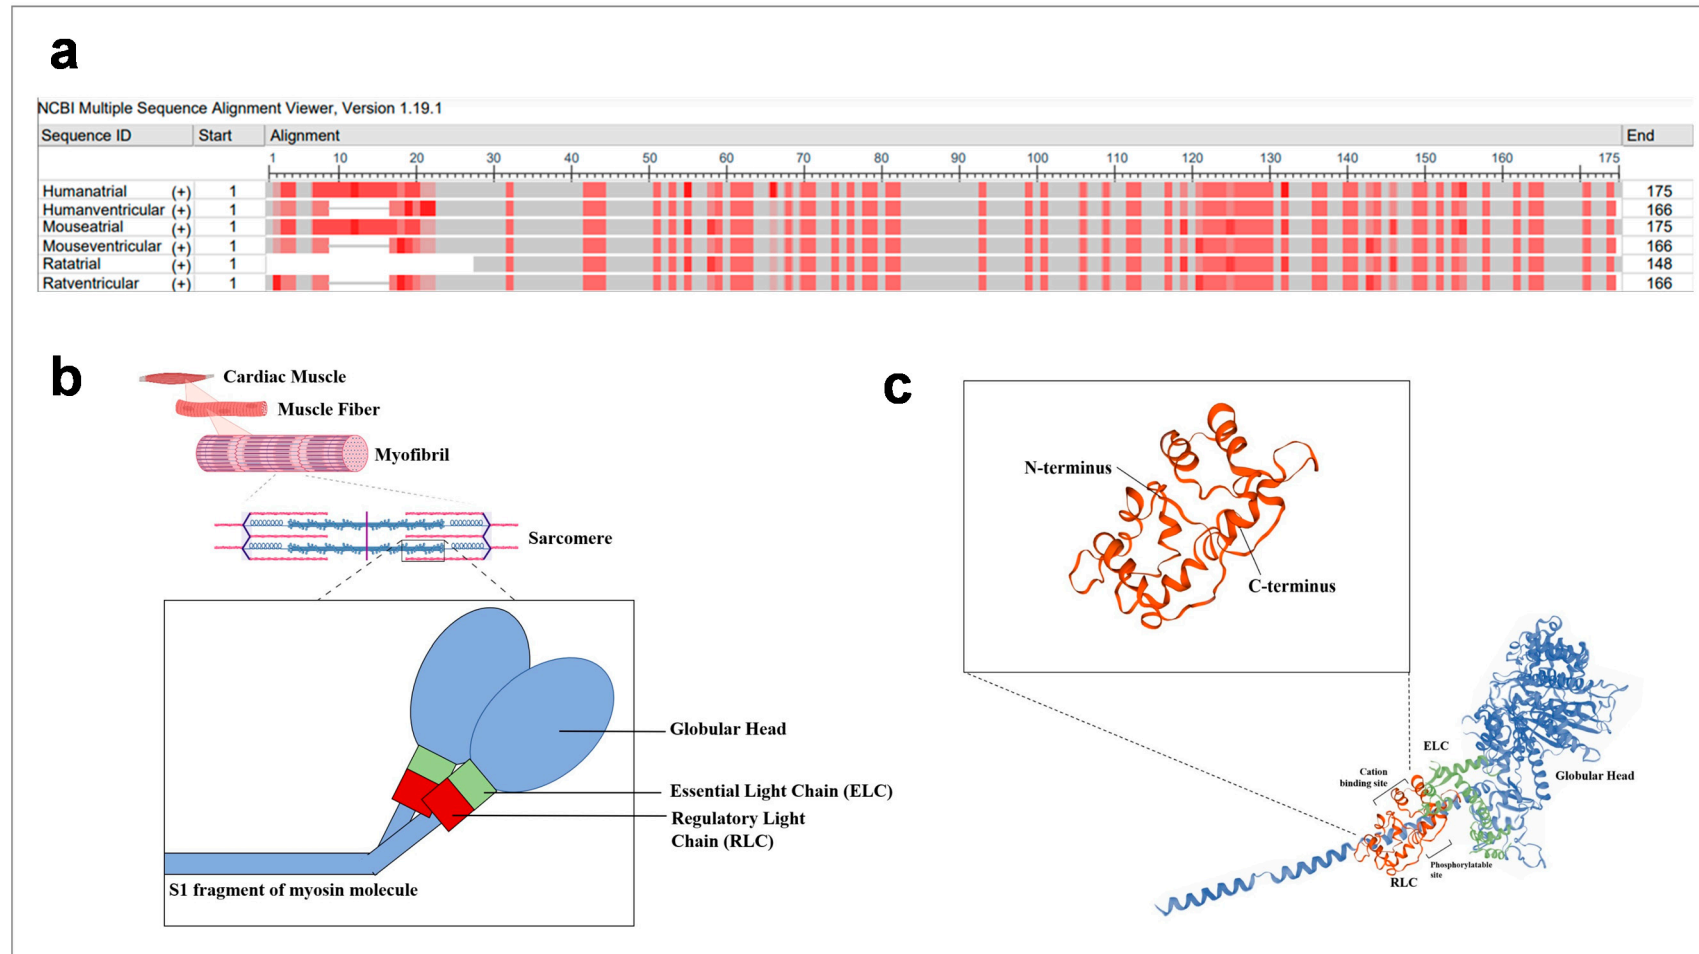 a
NCBI Multiple Sequence Alignment Viewer, Version 1.19.1
Sequence ID Start Alignment End
1 10 20 30 40 50 60 70 80 90 100 110 120 130 140 150 160 175
Humanatrial (+) 1 175
Humanventricular (+) 1 166
Mouseatrial (+) 1 175
Mouseventricular (+) 1 166
Ratatrial (+) 1 148
Ratventricular (+) 1 166
b
Cardiac Muscle
Muscle Fiber
Myofibril
Sarcomere
Globular Head
Essential Light Chain (ELC)
Regulatory Light
Chain (RLC)
S1 fragment of myosin molecule
c
N-terminus
C-terminus
ELC
Cation
binding site
Globular Head
Phosphorylatable
site
RLC